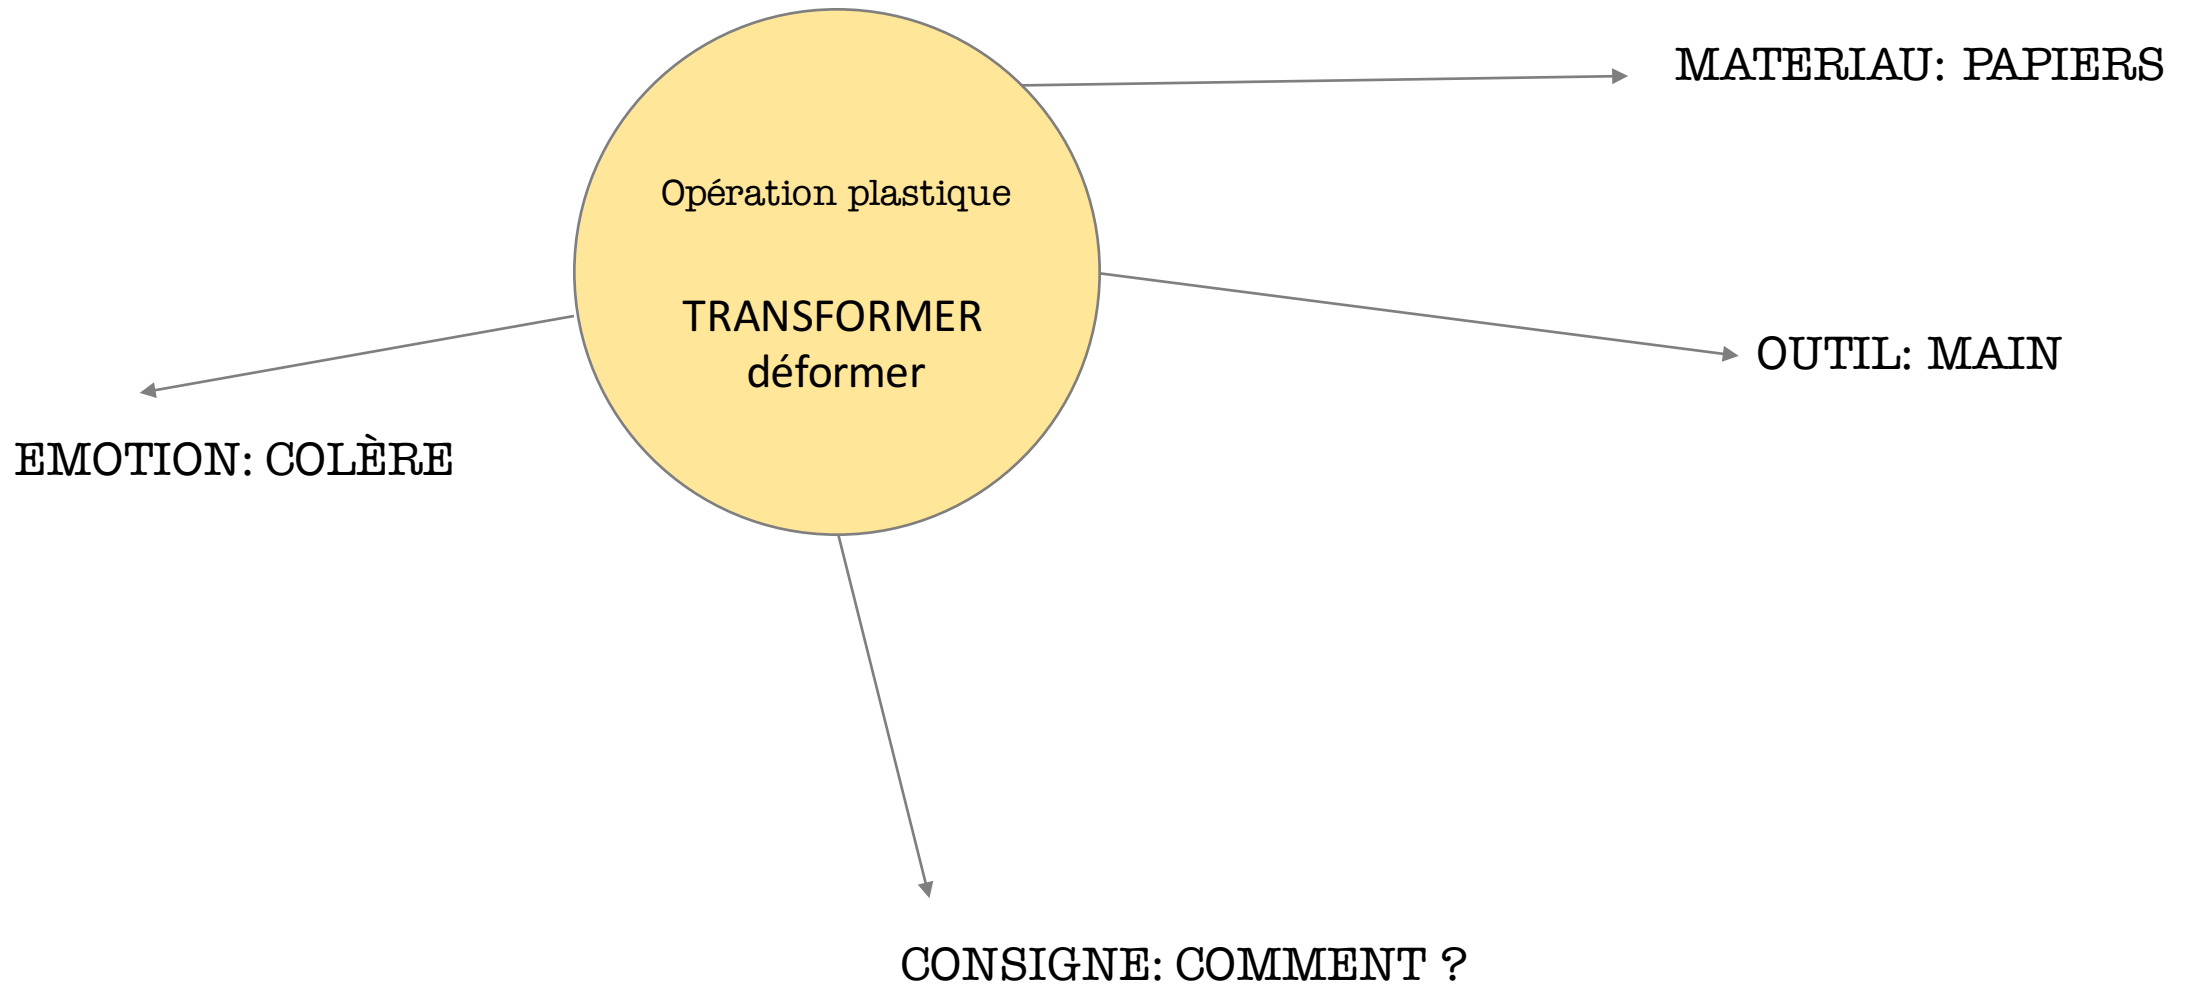 MATERIAU: PAPIERS
Opération plastique
TRANSFORMER
déformer
OUTIL: MAIN
EMOTION: COLÈRE
CONSIGNE: COMMENT ?